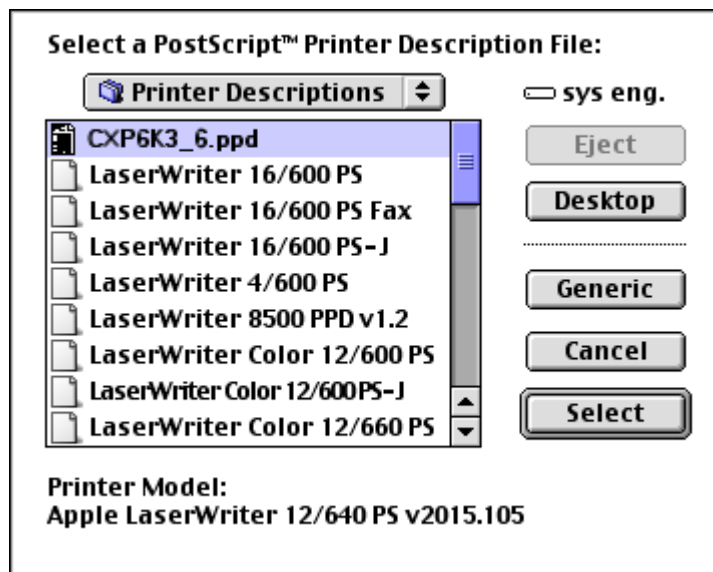 Select a PostScript™ Printer Description File:
Printer Descriptions
sys eng.
CXP6K3_6.ppd
LaserWriter 16/600 PS
LaserWriter 16/600 PS Fax
LaserWriter 16/600 PS-J
LaserWriter 4/600 PS
LaserWriter 8500 PPD v1.2
LaserWriter Color 12/600 PS
LaserWriter Color 12/600 PS-J
LaserWriter Color 12/660 PS
Eject
Desktop
Generic
Cancel
Select
Printer Model:
Apple LaserWriter 12/640 PS v2015.105